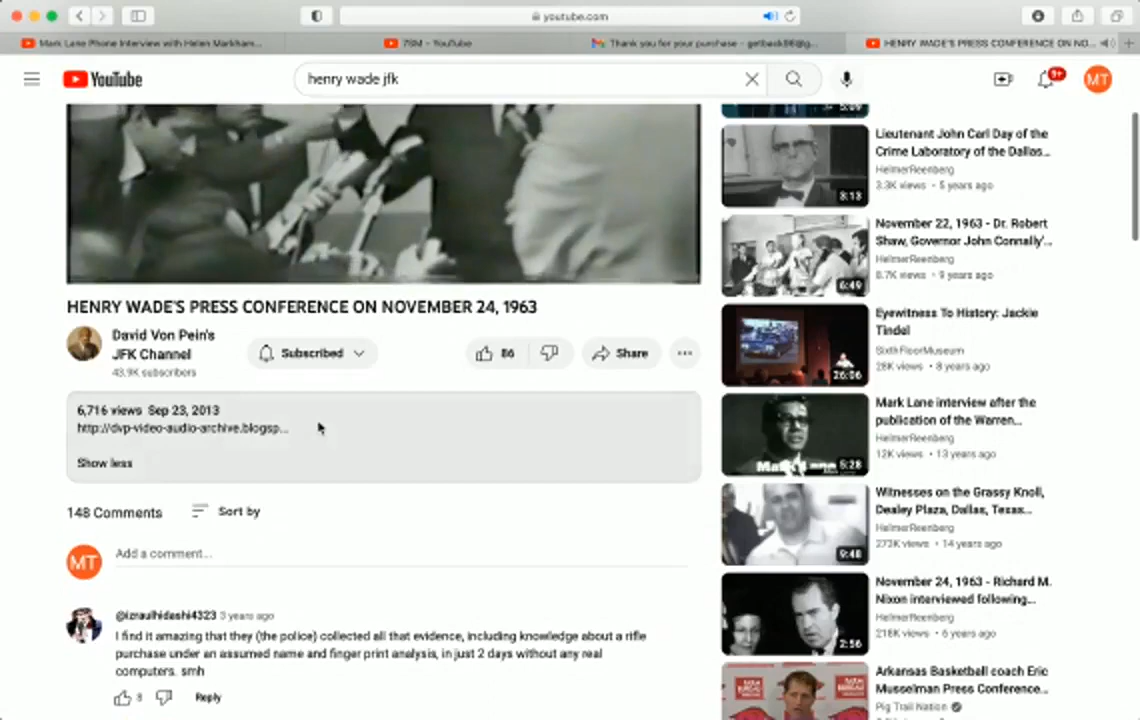 youtube.com
Mark Lane Phone Interview with Helen Markham...
78M - YouTube
Thank you for your purchase - getback86@g...
HENRY WADE'S PRESS CONFERENCE ON NO...
YouTube
henry wade jfk
9+
MT
5:09
Lieutenant John Carl Day of the
Crime Laboratory of the Dallas...
HelmerReenberg
3.3K views • 5 years ago
8:13
November 22, 1963 - Dr. Robert
Shaw, Governor John Connally'...
HelmerReenberg
8.7K views • 9 years ago
6:49
HENRY WADE'S PRESS CONFERENCE ON NOVEMBER 24, 1963
David Von Pein's
JFK Channel
43.9K subscribers
Subscribed
86
Share
Eyewitness To History: Jackie
Tindel
SixthFloorMuseum
28K views • 8 years ago
26:06
6,716 views Sep 23, 2013
http://dvp-video-audio-archive.blogsp...
Show less
Mark Lane interview after the
publication of the Warren...
HelmerReenberg
12K views • 13 years ago
Mark Lane
5:28
148 Comments
Sort by
Witnesses on the Grassy Knoll,
Dealey Plaza, Dallas, Texas...
HelmerReenberg
273K views • 14 years ago
9:48
MT
Add a comment...
November 24, 1963 - Richard M.
Nixon interviewed following...
HelmerReenberg
218K views • 6 years ago
2:56
@izraulhidashi4323 3 years ago
I find it amazing that they (the police) collected all that evidence, including knowledge about a rifle
purchase under an assumed name and finger print analysis, in just 2 days without any real
computers. smh
8
Reply
Arkansas Basketball coach Eric
Musselman Press Conference...
Pig Trail Nation